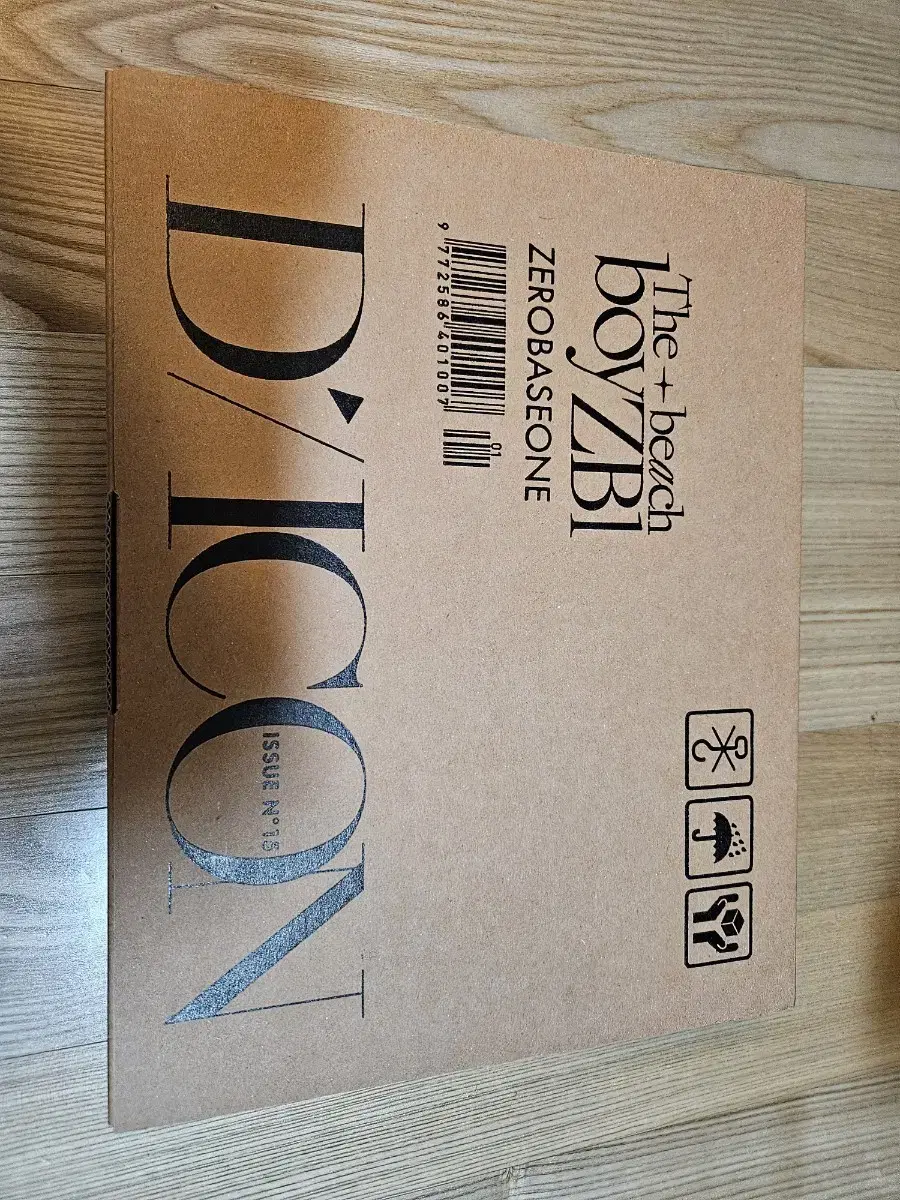 The + beach
boyZB1
ZEROBASEONE
01
9 772586 401007
D/ICON
ISSUE N°15